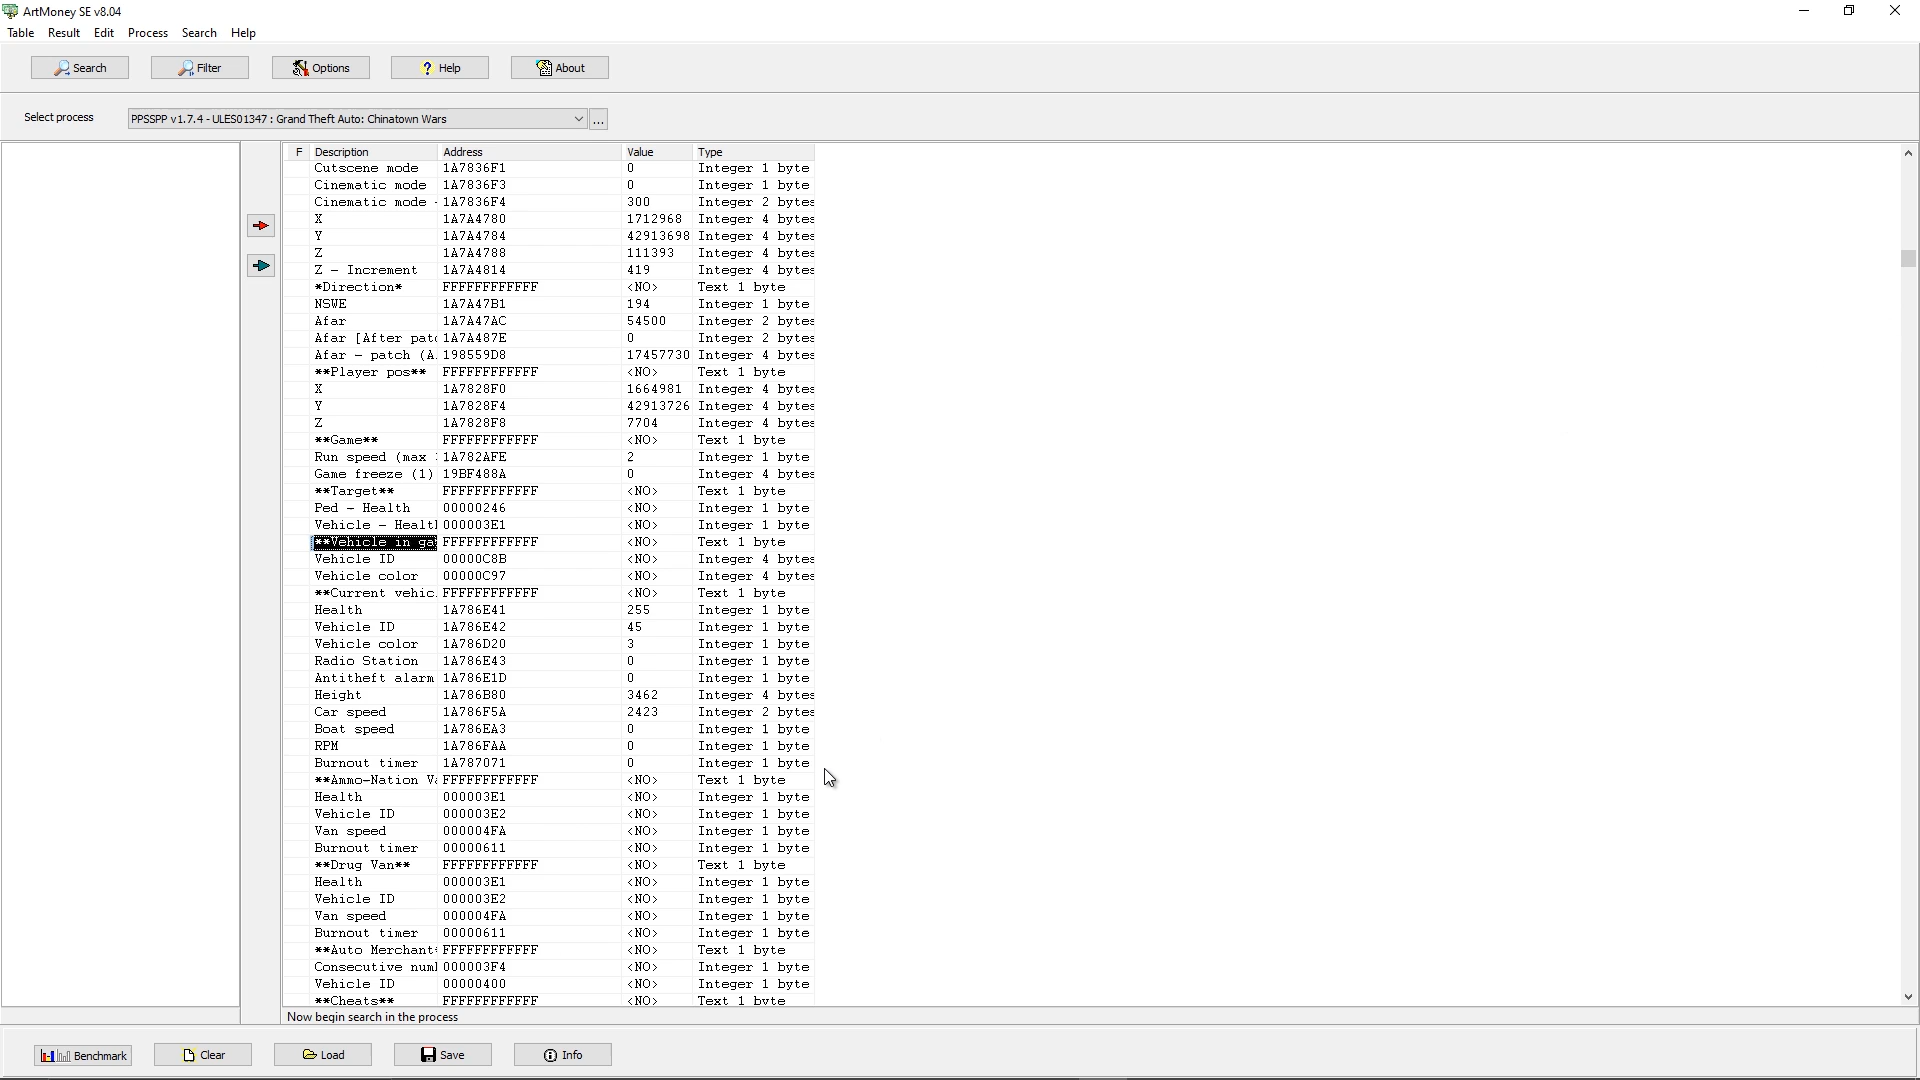 ArtMoney SE v8.04
Table Result Edit Process Search Help
Search Filter Options Help About
Select process PPSSPP v1.7.4 - ULES01347 : Grand Theft Auto: Chinatown Wars ...
F Description Address Value Type
Cutscene mode 1A7836F1 0 Integer 1 byte
Cinematic mode 1A7836F3 0 Integer 1 byte
Cinematic mode - 1A7836F4 300 Integer 2 bytes
X 1A7A4780 1712968 Integer 4 bytes
Y 1A7A4784 42913698 Integer 4 bytes
Z 1A7A4788 111393 Integer 4 bytes
Z - Increment 1A7A4814 419 Integer 4 bytes
*Direction* FFFFFFFFFFFF <NO> Text 1 byte
NSWE 1A7A47B1 194 Integer 1 byte
Afar 1A7A47AC 54500 Integer 2 bytes
Afar [After patc 1A7A487E 0 Integer 2 bytes
Afar - patch (A. 198559D8 17457730 Integer 4 bytes
**Player pos** FFFFFFFFFFFF <NO> Text 1 byte
X 1A7828F0 1664981 Integer 4 bytes
Y 1A7828F4 42913726 Integer 4 bytes
Z 1A7828F8 7704 Integer 4 bytes
**Game** FFFFFFFFFFFF <NO> Text 1 byte
Run speed (max 1A782AFE 2 Integer 1 byte
Game freeze (1) 19BF488A 0 Integer 4 bytes
**Target** FFFFFFFFFFFF <NO> Text 1 byte
Ped - Health 00000246 <NO> Integer 1 byte
Vehicle - Healtl 000003E1 <NO> Integer 1 byte
**Vehicle in ga FFFFFFFFFFFF <NO> Text 1 byte
Vehicle ID 00000C8B <NO> Integer 4 bytes
Vehicle color 00000C97 <NO> Integer 4 bytes
**Current vehic. FFFFFFFFFFFF <NO> Text 1 byte
Health 1A786E41 255 Integer 1 byte
Vehicle ID 1A786E42 45 Integer 1 byte
Vehicle color 1A786D20 3 Integer 1 byte
Radio Station 1A786E43 0 Integer 1 byte
Antitheft alarm 1A786E1D 0 Integer 1 byte
Height 1A786B80 3462 Integer 4 bytes
Car speed 1A786F5A 2423 Integer 2 bytes
Boat speed 1A786EA3 0 Integer 1 byte
RPM 1A786FAA 0 Integer 1 byte
Burnout timer 1A787071 0 Integer 1 byte
**Ammo-Nation Va FFFFFFFFFFFF <NO> Text 1 byte
Health 000003E1 <NO> Integer 1 byte
Vehicle ID 000003E2 <NO> Integer 1 byte
Van speed 000004FA <NO> Integer 1 byte
Burnout timer 00000611 <NO> Integer 1 byte
**Drug Van** FFFFFFFFFFFF <NO> Text 1 byte
Health 000003E1 <NO> Integer 1 byte
Vehicle ID 000003E2 <NO> Integer 1 byte
Van speed 000004FA <NO> Integer 1 byte
Burnout timer 00000611 <NO> Integer 1 byte
**Auto Merchant* FFFFFFFFFFFF <NO> Text 1 byte
Consecutive numl 000003F4 <NO> Integer 1 byte
Vehicle ID 00000400 <NO> Integer 1 byte
**Cheats** FFFFFFFFFFFF <NO> Text 1 byte
Now begin search in the process
Benchmark Clear Load Save Info